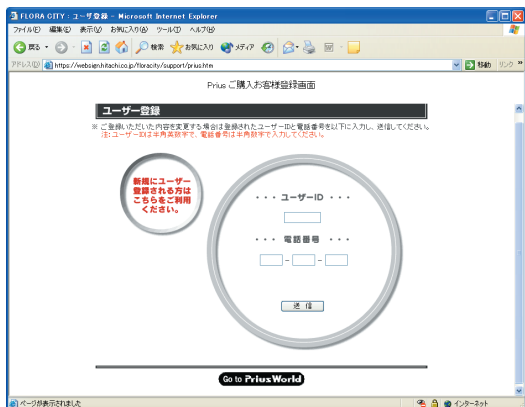 FLORA CITY：ユーザ登録 - Microsoft Internet Explorer
ファイル(F) 編集(E) 表示(V) お気に入り(A) ツール(T) ヘルプ(H)
戻る 検索 お気に入り メディア
アドレス(D) https://websign.hitachi.co.jp/floracity/support/prius.htm 移動 リンク »
Prius ご購入お客様登録画面
ユーザー登録
※ ご登録いただいた内容を変更する場合は登録されたユーザーIDと電話番号を以下に入力し、送信してください。
注:ユーザーIDは半角英数字で、電話番号は半角数字で入力してください。
新規にユーザー
登録される方は
こちらをご利用
ください。
・・・ ユーザーID ・・・
・・・ 電話番号 ・・・
- -
送 信
Go to PriusWorld
ページが表示されました インターネット